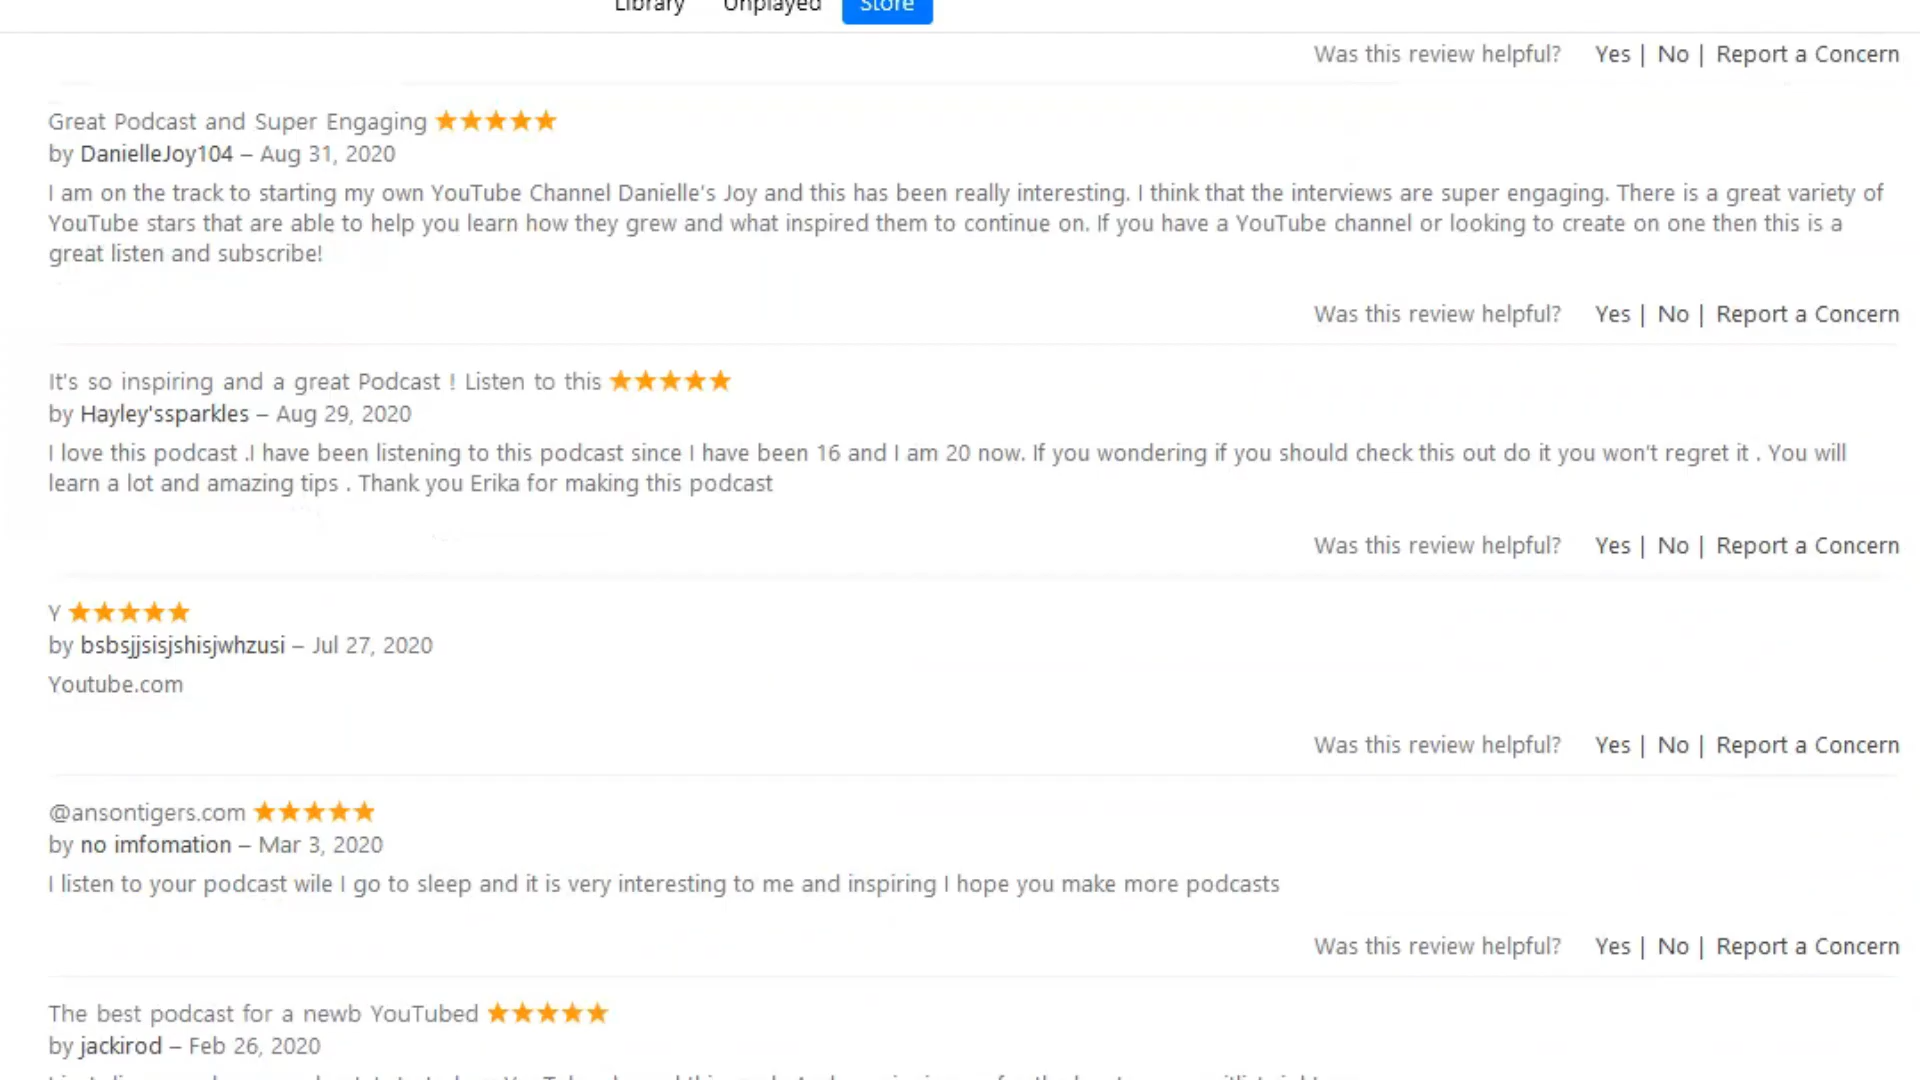 Library Unplayed Store
Was this review helpful? Yes | No | Report a Concern
Great Podcast and Super Engaging ★★★★★
by DanielleJoy104 – Aug 31, 2020
I am on the track to starting my own YouTube Channel Danielle's Joy and this has been really interesting. I think that the interviews are super engaging. There is a great variety of
YouTube stars that are able to help you learn how they grew and what inspired them to continue on. If you have a YouTube channel or looking to create on one then this is a
great listen and subscribe!
Was this review helpful? Yes | No | Report a Concern
It's so inspiring and a great Podcast ! Listen to this ★★★★★
by Hayley'ssparkles – Aug 29, 2020
I love this podcast .I have been listening to this podcast since I have been 16 and I am 20 now. If you wondering if you should check this out do it you won't regret it . You will
learn a lot and amazing tips . Thank you Erika for making this podcast
Was this review helpful? Yes | No | Report a Concern
Y ★★★★★
by bsbsjjsisjshisjwhzusi – Jul 27, 2020
Youtube.com
Was this review helpful? Yes | No | Report a Concern
@ansontigers.com ★★★★★
by no imfomation – Mar 3, 2020
I listen to your podcast wile I go to sleep and it is very interesting to me and inspiring I hope you make more podcasts
Was this review helpful? Yes | No | Report a Concern
The best podcast for a newb YouTubed ★★★★★
by jackirod – Feb 26, 2020